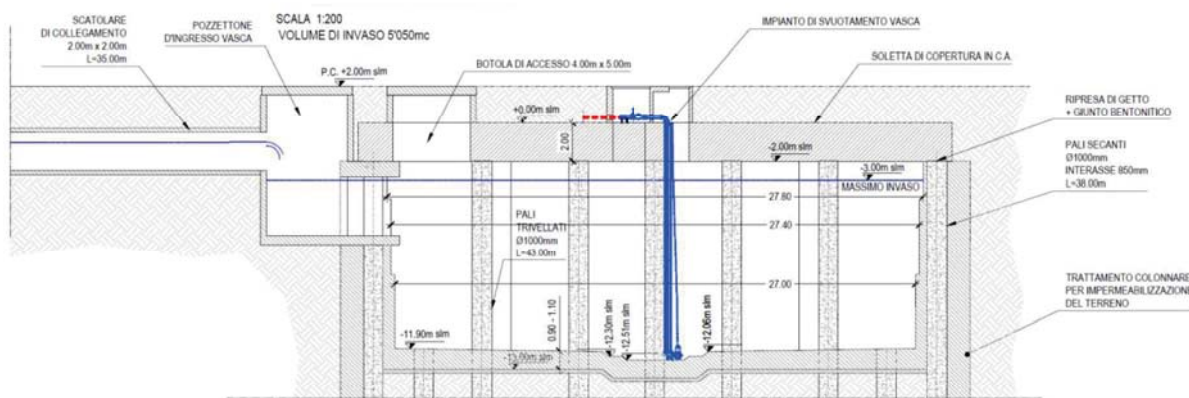 SCATOLARE
DI COLLEGAMENTO
2.00m x 2.00m
L=35.00m
POZZETTONE
D'INGRESSO VASCA
SCALA 1:200
VOLUME DI INVASO 5'050mc
P.C. +2.00m slm
BOTOLA DI ACCESSO 4.00m x 5.00m
IMPIANTO DI SVUOTAMENTO VASCA
SOLETTA DI COPERTURA IN C.A.
RIPRESA DI GETTO
+ GIUNTO BENTONITICO
PALI SECANTI
Ø1000mm
INTERASSE 850mm
L=38.00m
+0.00m slm
2.00
-2.00m slm
-3.00m slm
MASSIMO INVASO
27.80
27.40
27.00
PALI
TRIVELLATI
Ø1000mm
L=43.00m
TRATTAMENTO COLONNARE
PER IMPERMEABILIZZAZIONE
DEL TERRENO
-11.90m slm
0.90 - 1.10
-12.30m slm
-12.51m slm
-12.06m slm
-13.00m slm